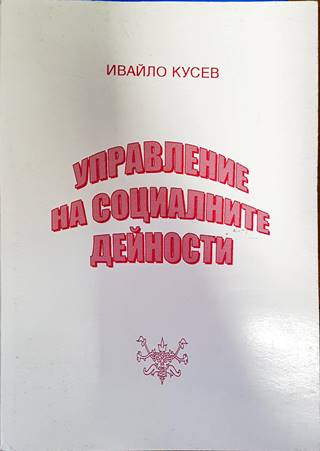 ИВАЙЛО КУСЕВ
УПРАВЛЕНИЕ
НА СОЦИАЛНИТЕ
ДЕЙНОСТИ